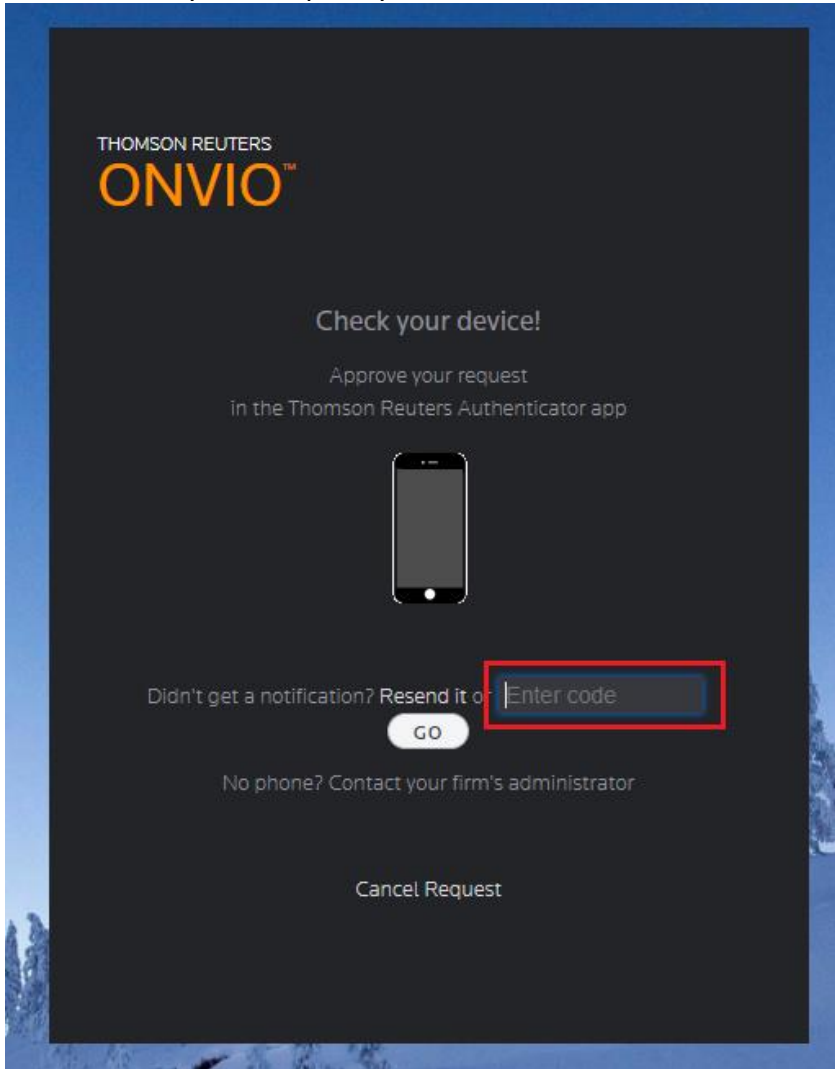 THOMSON REUTERS
ONVIO™
Check your device!
Approve your request
in the Thomson Reuters Authenticator app
Didn't get a notification? Resend it or Enter code
GO
No phone? Contact your firm's administrator
Cancel Request